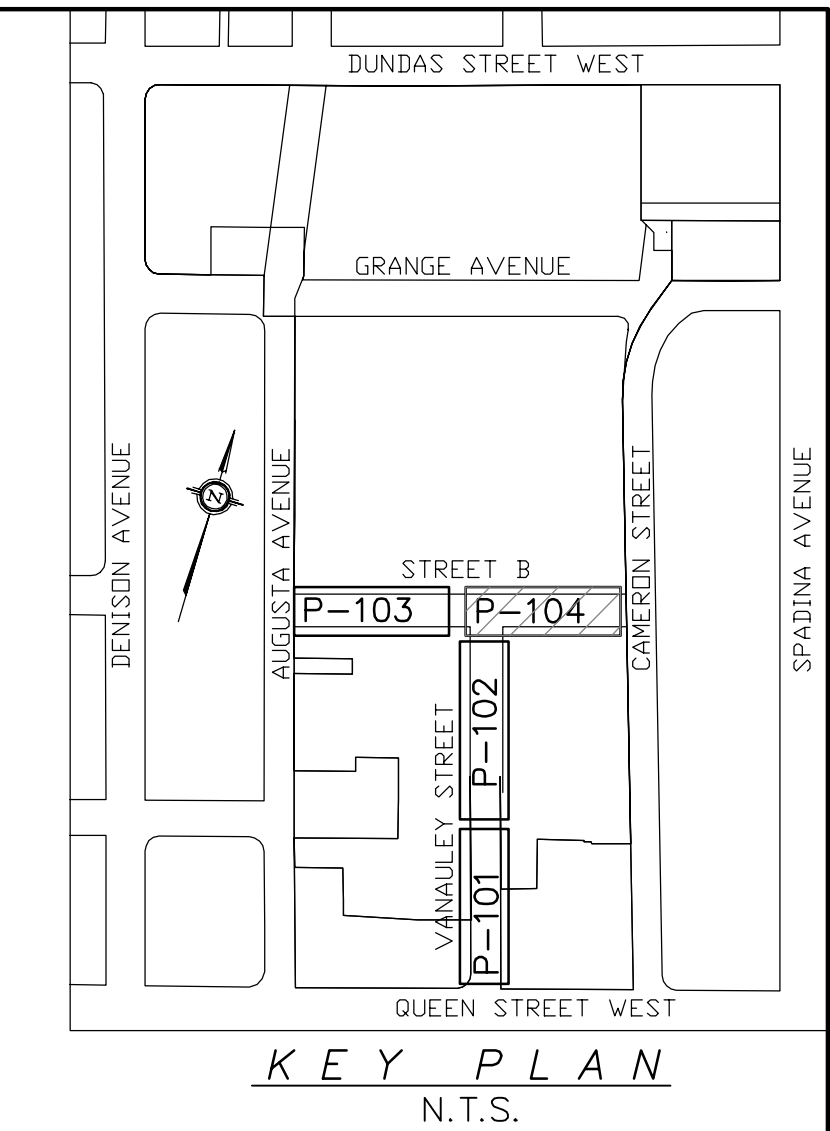 DUNDAS STREET WEST
GRANGE AVENUE
DENISON AVENUE
N
AUGUSTA AVENUE
CAMERON STREET
SPADINA AVENUE
STREET B
P-103
P-104
VANAULEY STREET
P-102
P-101
QUEEN STREET WEST
KEY PLAN
N.T.S.